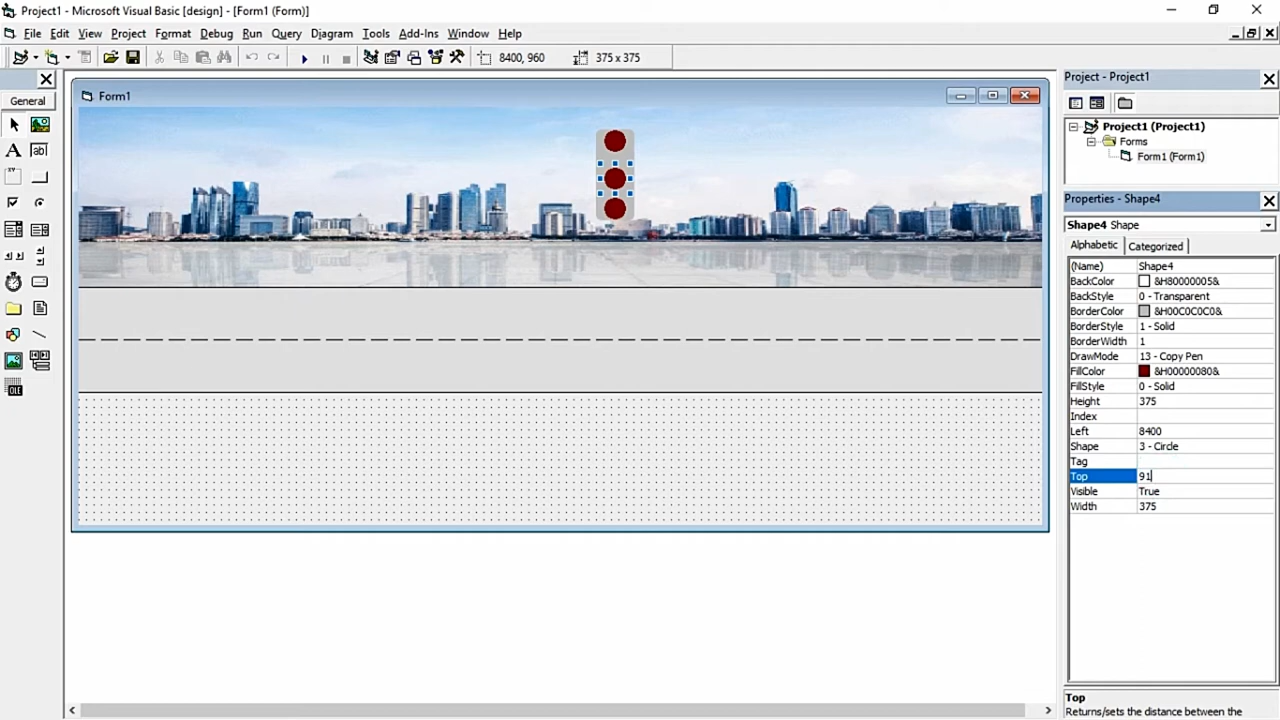 Project1 - Microsoft Visual Basic [design] - [Form1 (Form)]
File Edit View Project Format Debug Run Query Diagram Tools Add-Ins Window Help
8400, 960 375 x 375
General
A ab|
OLE
Form1
Project - Project1
Project1 (Project1)
Forms
Form1 (Form1)
Properties - Shape4
Shape4 Shape
Alphabetic Categorized
(Name) Shape4
BackColor &H80000005&
BackStyle 0 - Transparent
BorderColor &H00C0C0C0&
BorderStyle 1 - Solid
BorderWidth 1
DrawMode 13 - Copy Pen
FillColor &H00000080&
FillStyle 0 - Solid
Height 375
Index
Left 8400
Shape 3 - Circle
Tag
Top 91
Visible True
Width 375
Top
Returns/sets the distance between the